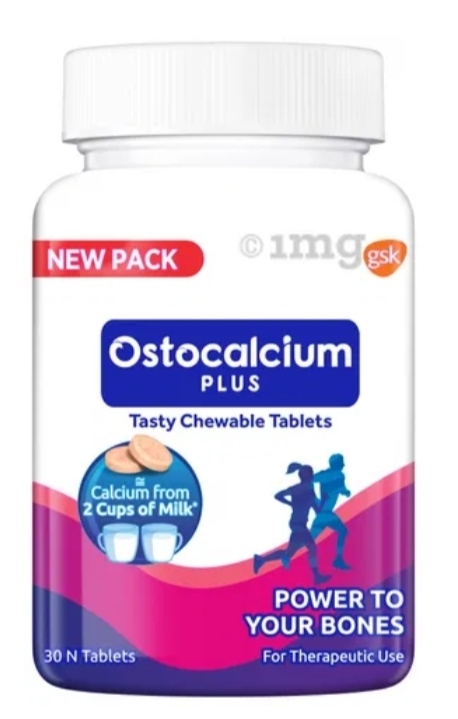 © 1mg
NEW PACK
gsk
Ostocalcium
PLUS
Tasty Chewable Tablets
≅
Calcium from
2 Cups of Milk*
POWER TO
YOUR BONES
30 N Tablets
For Therapeutic Use